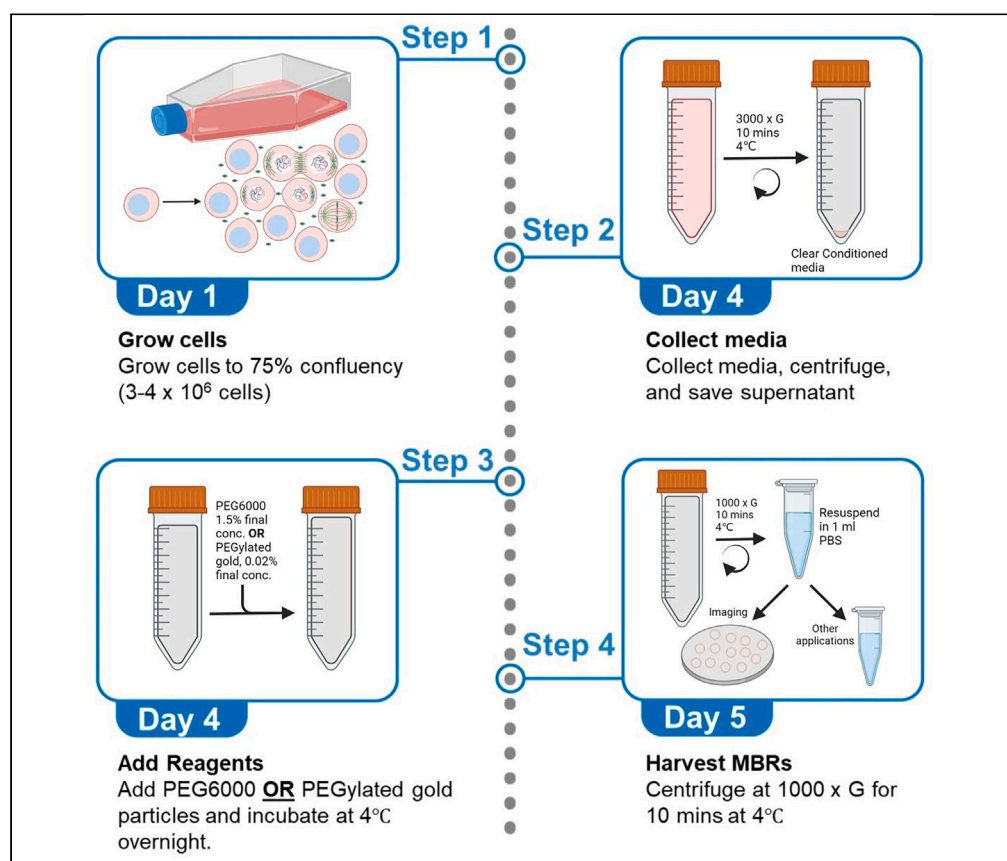 Step 1
Day 1
Grow cells
Grow cells to 75% confluency
(3-4 x 10⁶ cells)
Step 2
3000 x G
10 mins
4℃
Clear Conditioned
media
Day 4
Collect media
Collect media, centrifuge,
and save supernatant
Step 3
PEG6000
1.5% final
conc. OR
PEGylated
gold, 0.02%
final conc.
Day 4
Add Reagents
Add PEG6000 OR PEGylated gold
particles and incubate at 4℃
overnight.
Step 4
1000 x G
10 mins
4℃
Resuspend
in 1 ml
PBS
Imaging
Other
applications
Day 5
Harvest MBRs
Centrifuge at 1000 x G for
10 mins at 4℃